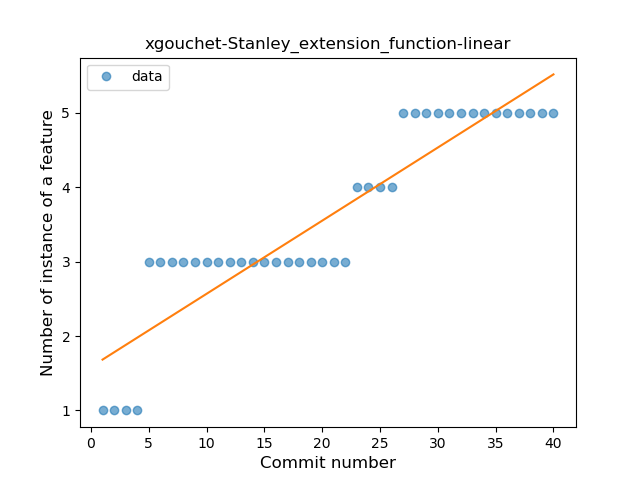 xgouchet-Stanley_extension_function-linear
data
Number of instance of a feature
5
4
3
2
1
0 5 10 15 20 25 30 35 40
Commit number